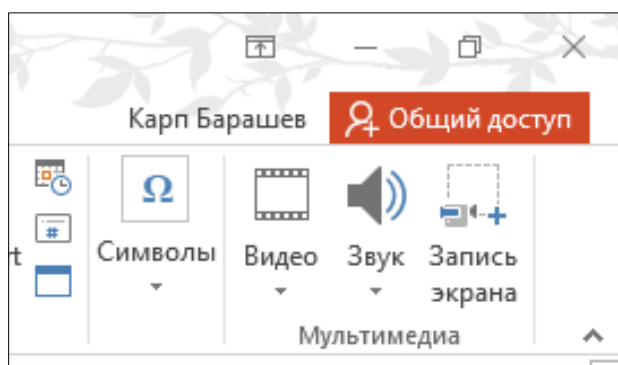 Карп Барашев Общий доступ
Ω
#
Символы Видео Звук Запись экрана
Мультимедиа